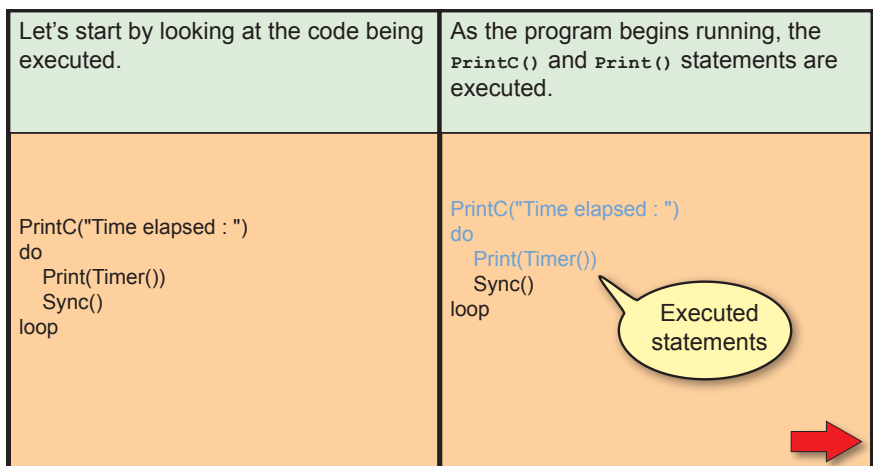 Let's start by looking at the code being
executed.
As the program begins running, the
PrintC() and Print() statements are
executed.
PrintC("Time elapsed : ")
do
Print(Timer())
Sync()
loop
PrintC("Time elapsed : ")
do
Print(Timer())
Sync()
loop
Executed
statements